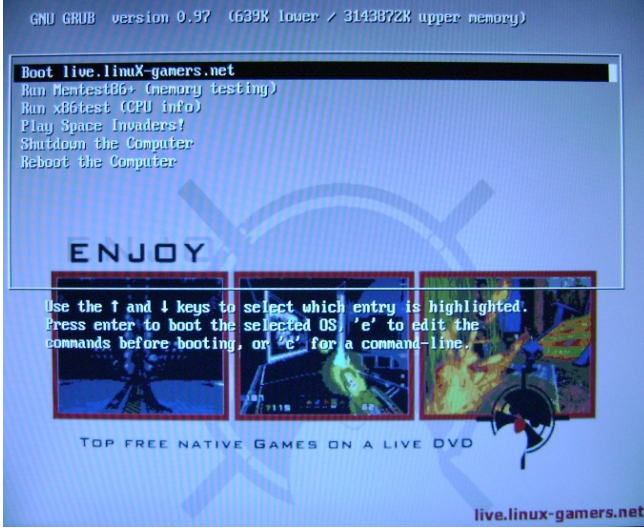 GNU GRUB version 0.97 (639K lower / 3143872K upper memory)
Boot live.linuX-gamers.net
Run Memtest86+ (memory testing)
Run x86test (CPU info)
Play Space Invaders!
Shutdown the Computer
Reboot the Computer
ENJOY
Use the ↑ and ↓ keys to select which entry is highlighted.
Press enter to boot the selected OS, 'e' to edit the
commands before booting, or 'c' for a command-line.
TOP FREE NATIVE GAMES ON A LIVE DVD
live.linux-gamers.net